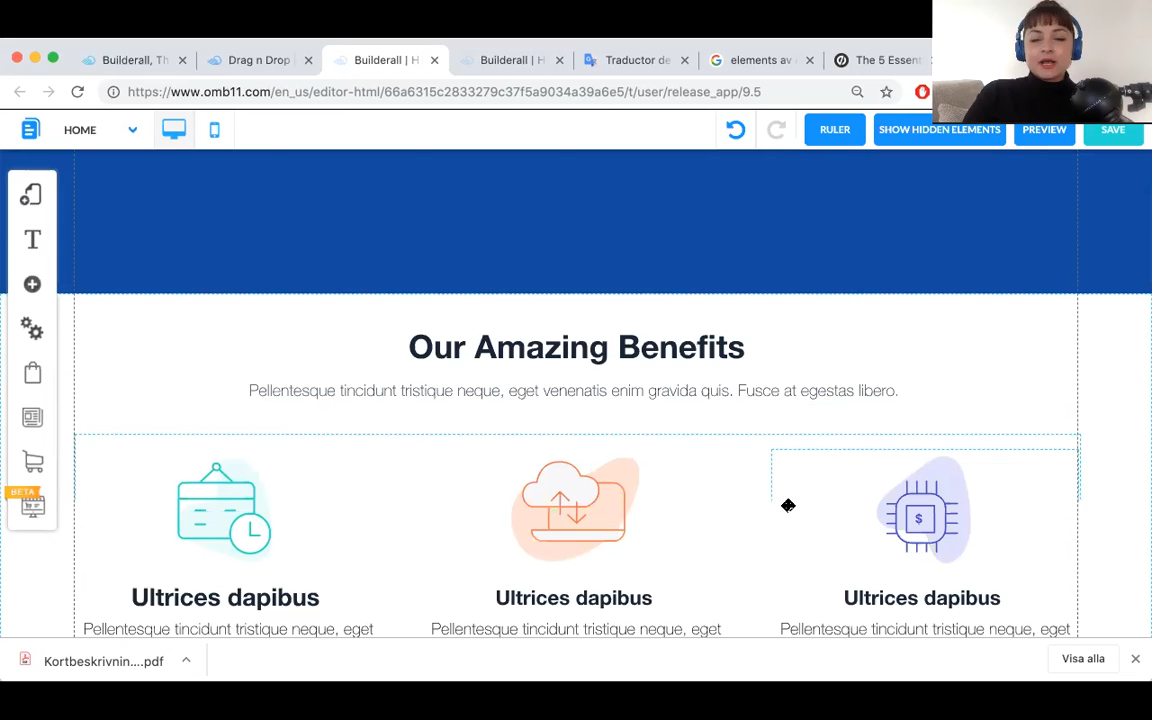 Builderall, Th
Drag n Drop
Builderall | H
Builderall | H
Traductor de
elements av
The 5 Essen
https://www.omb11.com/en_us/editor-html/66a6315c2833279c37f5a9034a39a6e5/t/user/release_app/9.5
HOME
RULER
SHOW HIDDEN ELEMENTS
PREVIEW
SAVE
T
BETA
Our Amazing Benefits
Pellentesque tincidunt tristique neque, eget venenatis enim gravida quis. Fusce at egestas libero.
$
Ultrices dapibus
Ultrices dapibus
Ultrices dapibus
Pellentesque tincidunt tristique neque, eget
Pellentesque tincidunt tristique neque, eget
Pellentesque tincidunt tristique neque, eget
Kortbeskrivnin....pdf
Visa alla